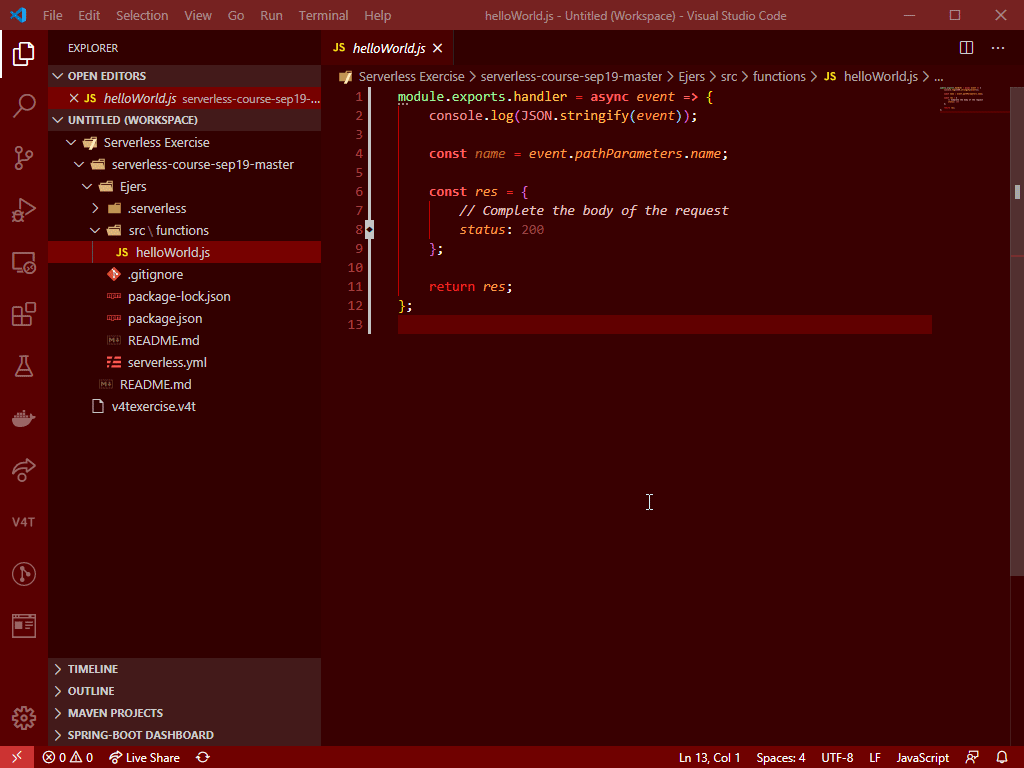 File Edit Selection View Go Run Terminal Help helloWorld.js - Untitled (Workspace) - Visual Studio Code
EXPLORER
OPEN EDITORS
JS helloWorld.js serverless-course-sep19-...
UNTITLED (WORKSPACE)
Serverless Exercise
serverless-course-sep19-master
Ejers
.serverless
src \ functions
JS helloWorld.js
.gitignore
package-lock.json
package.json
README.md
serverless.yml
README.md
v4texercise.v4t
V4T
TIMELINE
OUTLINE
MAVEN PROJECTS
SPRING-BOOT DASHBOARD
JS helloWorld.js
Serverless Exercise > serverless-course-sep19-master > Ejers > src > functions > JS helloWorld.js > ...
1 module.exports.handler = async event => {
2 console.log(JSON.stringify(event));
3
4 const name = event.pathParameters.name;
5
6 const res = {
7 // Complete the body of the request
8 status: 200
9 };
10
11 return res;
12 };
13
0 0 Live Share Ln 13, Col 1 Spaces: 4 UTF-8 LF JavaScript